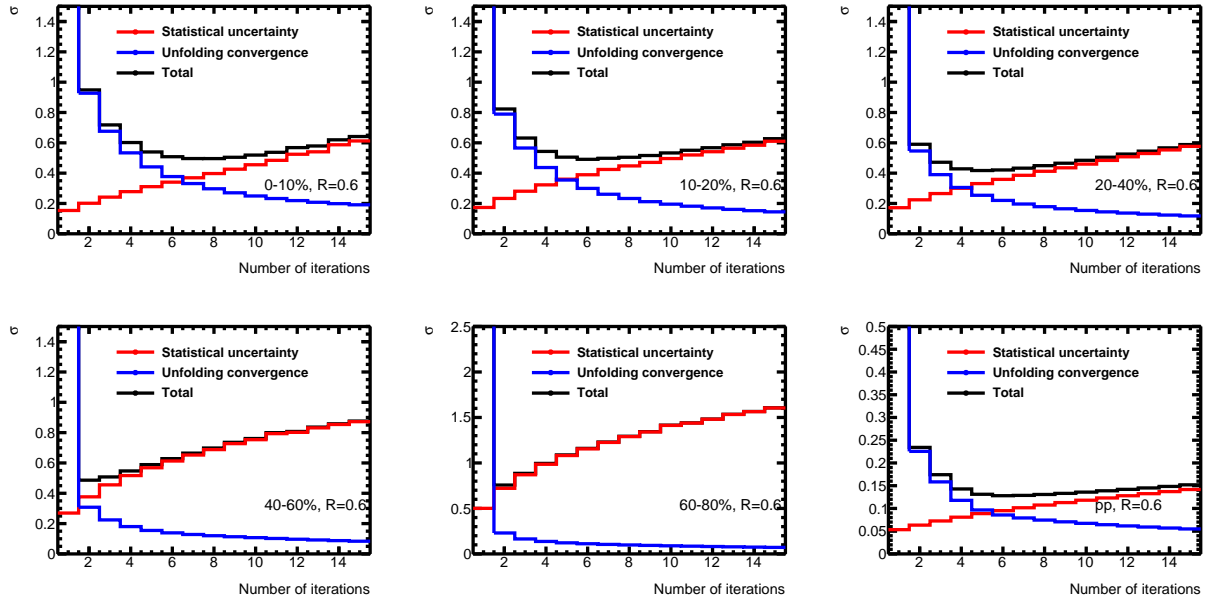 σ
1.4
1.2
1
0.8
0.6
0.4
0.2
0
Statistical uncertainty
Unfolding convergence
Total
0-10%, R=0.6
2 4 6 8 10 12 14
Number of iterations
σ
1.4
1.2
1
0.8
0.6
0.4
0.2
0
Statistical uncertainty
Unfolding convergence
Total
10-20%, R=0.6
2 4 6 8 10 12 14
Number of iterations
σ
1.4
1.2
1
0.8
0.6
0.4
0.2
0
Statistical uncertainty
Unfolding convergence
Total
20-40%, R=0.6
2 4 6 8 10 12 14
Number of iterations
σ
1.4
1.2
1
0.8
0.6
0.4
0.2
0
Statistical uncertainty
Unfolding convergence
Total
40-60%, R=0.6
2 4 6 8 10 12 14
Number of iterations
σ
2.5
2
1.5
1
0.5
0
Statistical uncertainty
Unfolding convergence
Total
60-80%, R=0.6
2 4 6 8 10 12 14
Number of iterations
σ
0.5
0.45
0.4
0.35
0.3
0.25
0.2
0.15
0.1
0.05
0
Statistical uncertainty
Unfolding convergence
Total
pp, R=0.6
2 4 6 8 10 12 14
Number of iterations